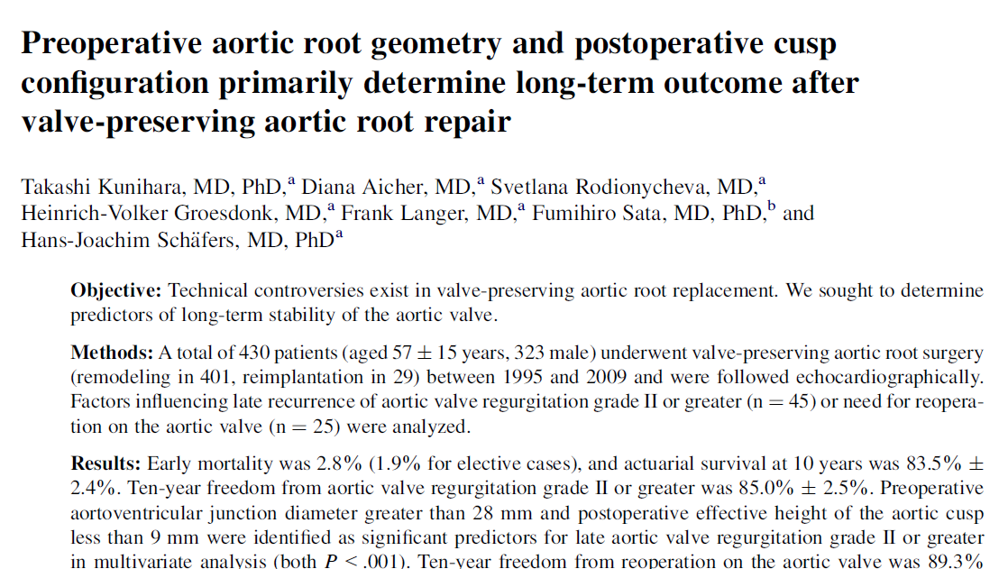 Preoperative aortic root geometry and postoperative cusp
configuration primarily determine long-term outcome after
valve-preserving aortic root repair
Takashi Kunihara, MD, PhD,a Diana Aicher, MD,a Svetlana Rodionycheva, MD,a
Heinrich-Volker Groesdonk, MD,a Frank Langer, MD,a Fumihiro Sata, MD, PhD,b and
Hans-Joachim Schäfers, MD, PhDa
Objective: Technical controversies exist in valve-preserving aortic root replacement. We sought to determine
predictors of long-term stability of the aortic valve.
Methods: A total of 430 patients (aged 57 ± 15 years, 323 male) underwent valve-preserving aortic root surgery
(remodeling in 401, reimplantation in 29) between 1995 and 2009 and were followed echocardiographically.
Factors influencing late recurrence of aortic valve regurgitation grade II or greater (n = 45) or need for reopera-
tion on the aortic valve (n = 25) were analyzed.
Results: Early mortality was 2.8% (1.9% for elective cases), and actuarial survival at 10 years was 83.5% ±
2.4%. Ten-year freedom from aortic valve regurgitation grade II or greater was 85.0% ± 2.5%. Preoperative
aortoventricular junction diameter greater than 28 mm and postoperative effective height of the aortic cusp
less than 9 mm were identified as significant predictors for late aortic valve regurgitation grade II or greater
in multivariate analysis (both P < .001). Ten-year freedom from reoperation on the aortic valve was 89.3%